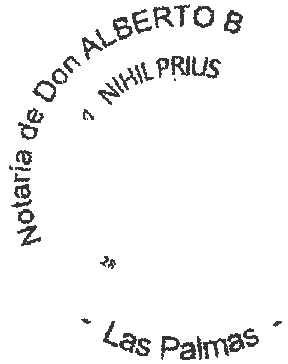 Notaría de Don ALBERTO B
NIHIL PRIUS
- Las Palmas -